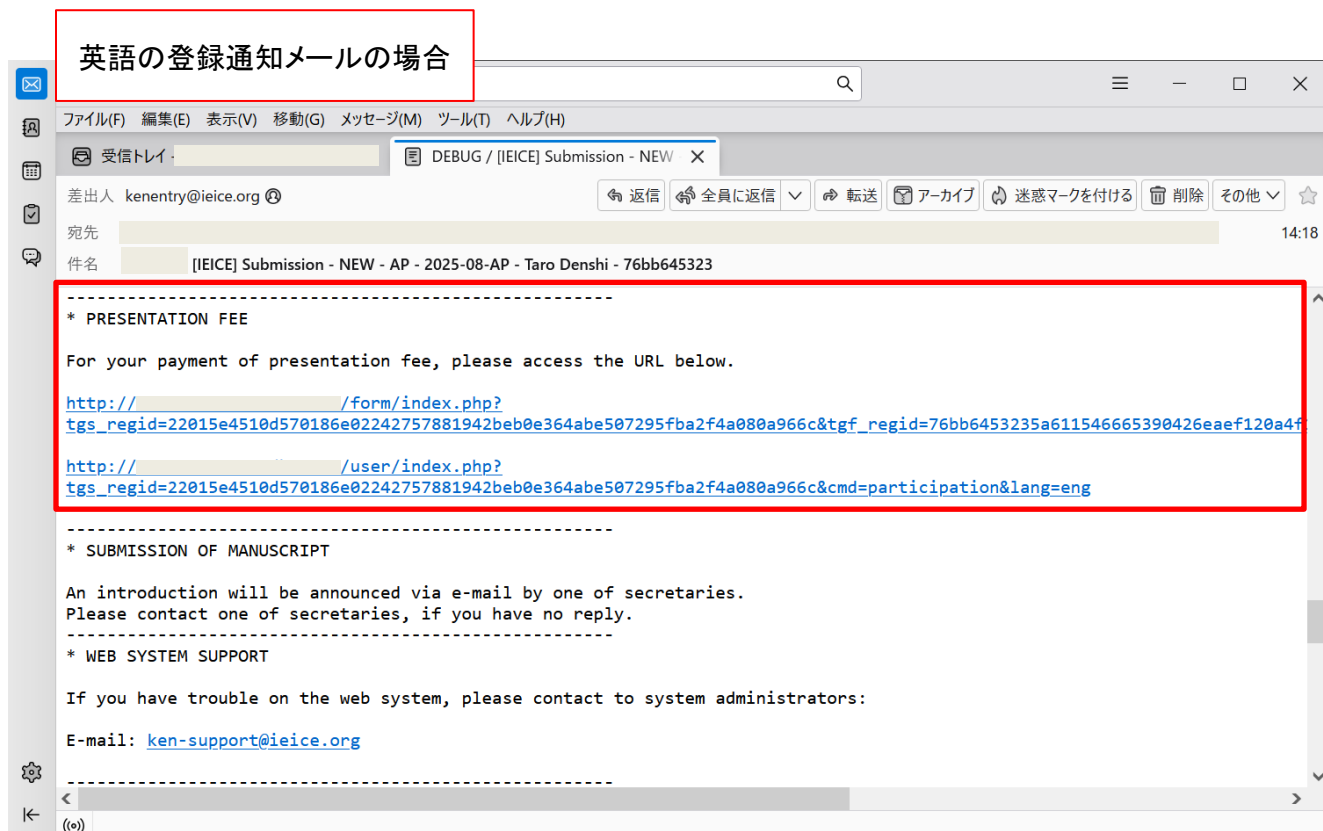 英語の登録通知メールの場合
ファイル(F) 編集(E) 表示(V) 移動(G) メッセージ(M) ツール(T) ヘルプ(H)
受信トレイ -
DEBUG / [IEICE] Submission - NEW -
差出人 kenentry@ieice.org
返信 全員に返信 転送 アーカイブ 迷惑マークを付ける 削除 その他
宛先
14:18
件名 [IEICE] Submission - NEW - AP - 2025-08-AP - Taro Denshi - 76bb645323
------------------------------------------------------
* PRESENTATION FEE
For your payment of presentation fee, please access the URL below.
http:// /form/index.php?
tgs_regid=22015e4510d570186e02242757881942beb0e364abe507295fba2f4a080a966c&tgf_regid=76bb6453235a611546665390426eaef120a4f
http:// /user/index.php?
tgs_regid=22015e4510d570186e02242757881942beb0e364abe507295fba2f4a080a966c&cmd=participation&lang=eng
------------------------------------------------------
* SUBMISSION OF MANUSCRIPT
An introduction will be announced via e-mail by one of secretaries.
Please contact one of secretaries, if you have no reply.
------------------------------------------------------
* WEB SYSTEM SUPPORT
If you have trouble on the web system, please contact to system administrators:
E-mail: ken-support@ieice.org
------------------------------------------------------